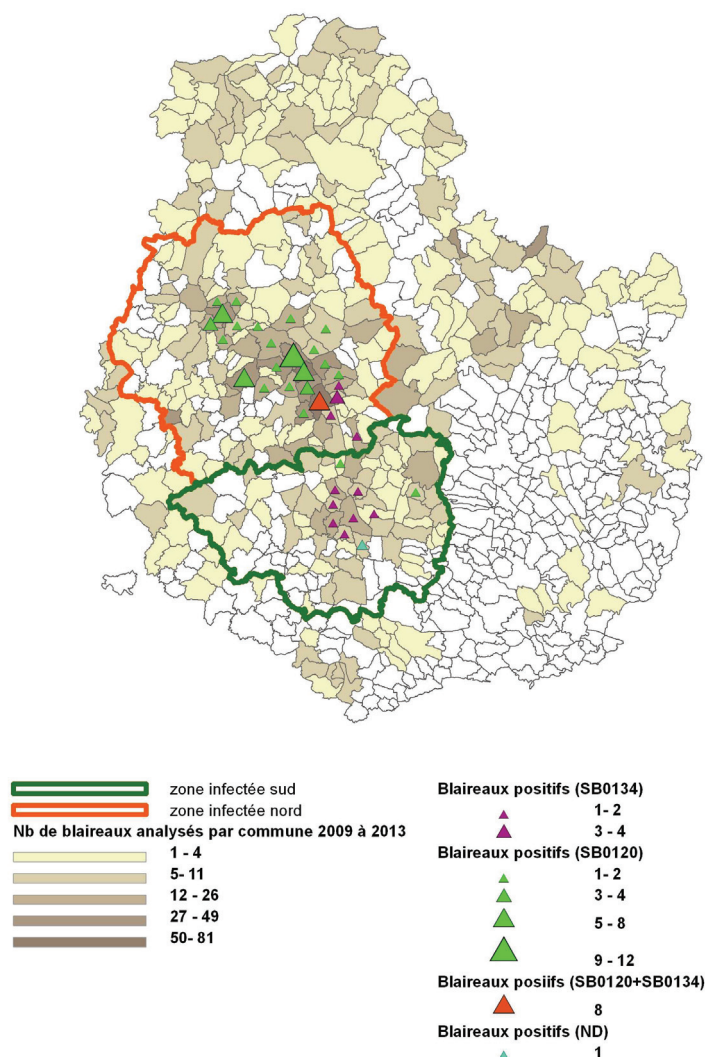 zone infectée sud
zone infectée nord
Nb de blaireaux analysés par commune 2009 à 2013
1 - 4
5- 11
12 - 26
27 - 49
50- 81
Blaireaux positifs (SB0134)
1- 2
3 - 4
Blaireaux positifs (SB0120)
1- 2
3 - 4
5 - 8
9 - 12
Blaireaux posiifs (SB0120+SB0134)
8
Blaireaux positifs (ND)
1